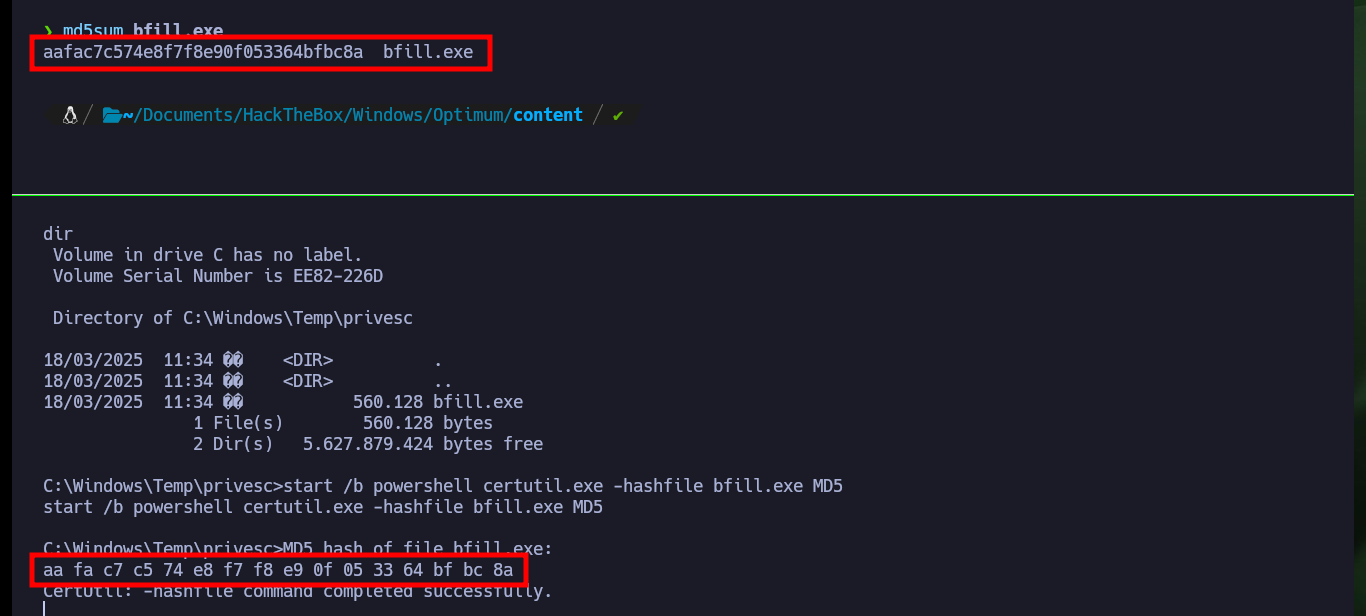 ❯ md5sum bfill.exe
aafac7c574e8f7f8e90f053364bfbc8a  bfill.exe
~/Documents/HackTheBox/Windows/Optimum/content / ✔
dir
 Volume in drive C has no label.
 Volume Serial Number is EE82-226D
 Directory of C:\Windows\Temp\privesc
18/03/2025  11:34 ��    <DIR>          .
18/03/2025  11:34 ��    <DIR>          ..
18/03/2025  11:34 ��           560.128 bfill.exe
               1 File(s)        560.128 bytes
               2 Dir(s)   5.627.879.424 bytes free
C:\Windows\Temp\privesc>start /b powershell certutil.exe -hashfile bfill.exe MD5
start /b powershell certutil.exe -hashfile bfill.exe MD5
C:\Windows\Temp\privesc>MD5 hash of file bfill.exe:
aa fa c7 c5 74 e8 f7 f8 e9 0f 05 33 64 bf bc 8a
CertUtil: -hashfile command completed successfully.